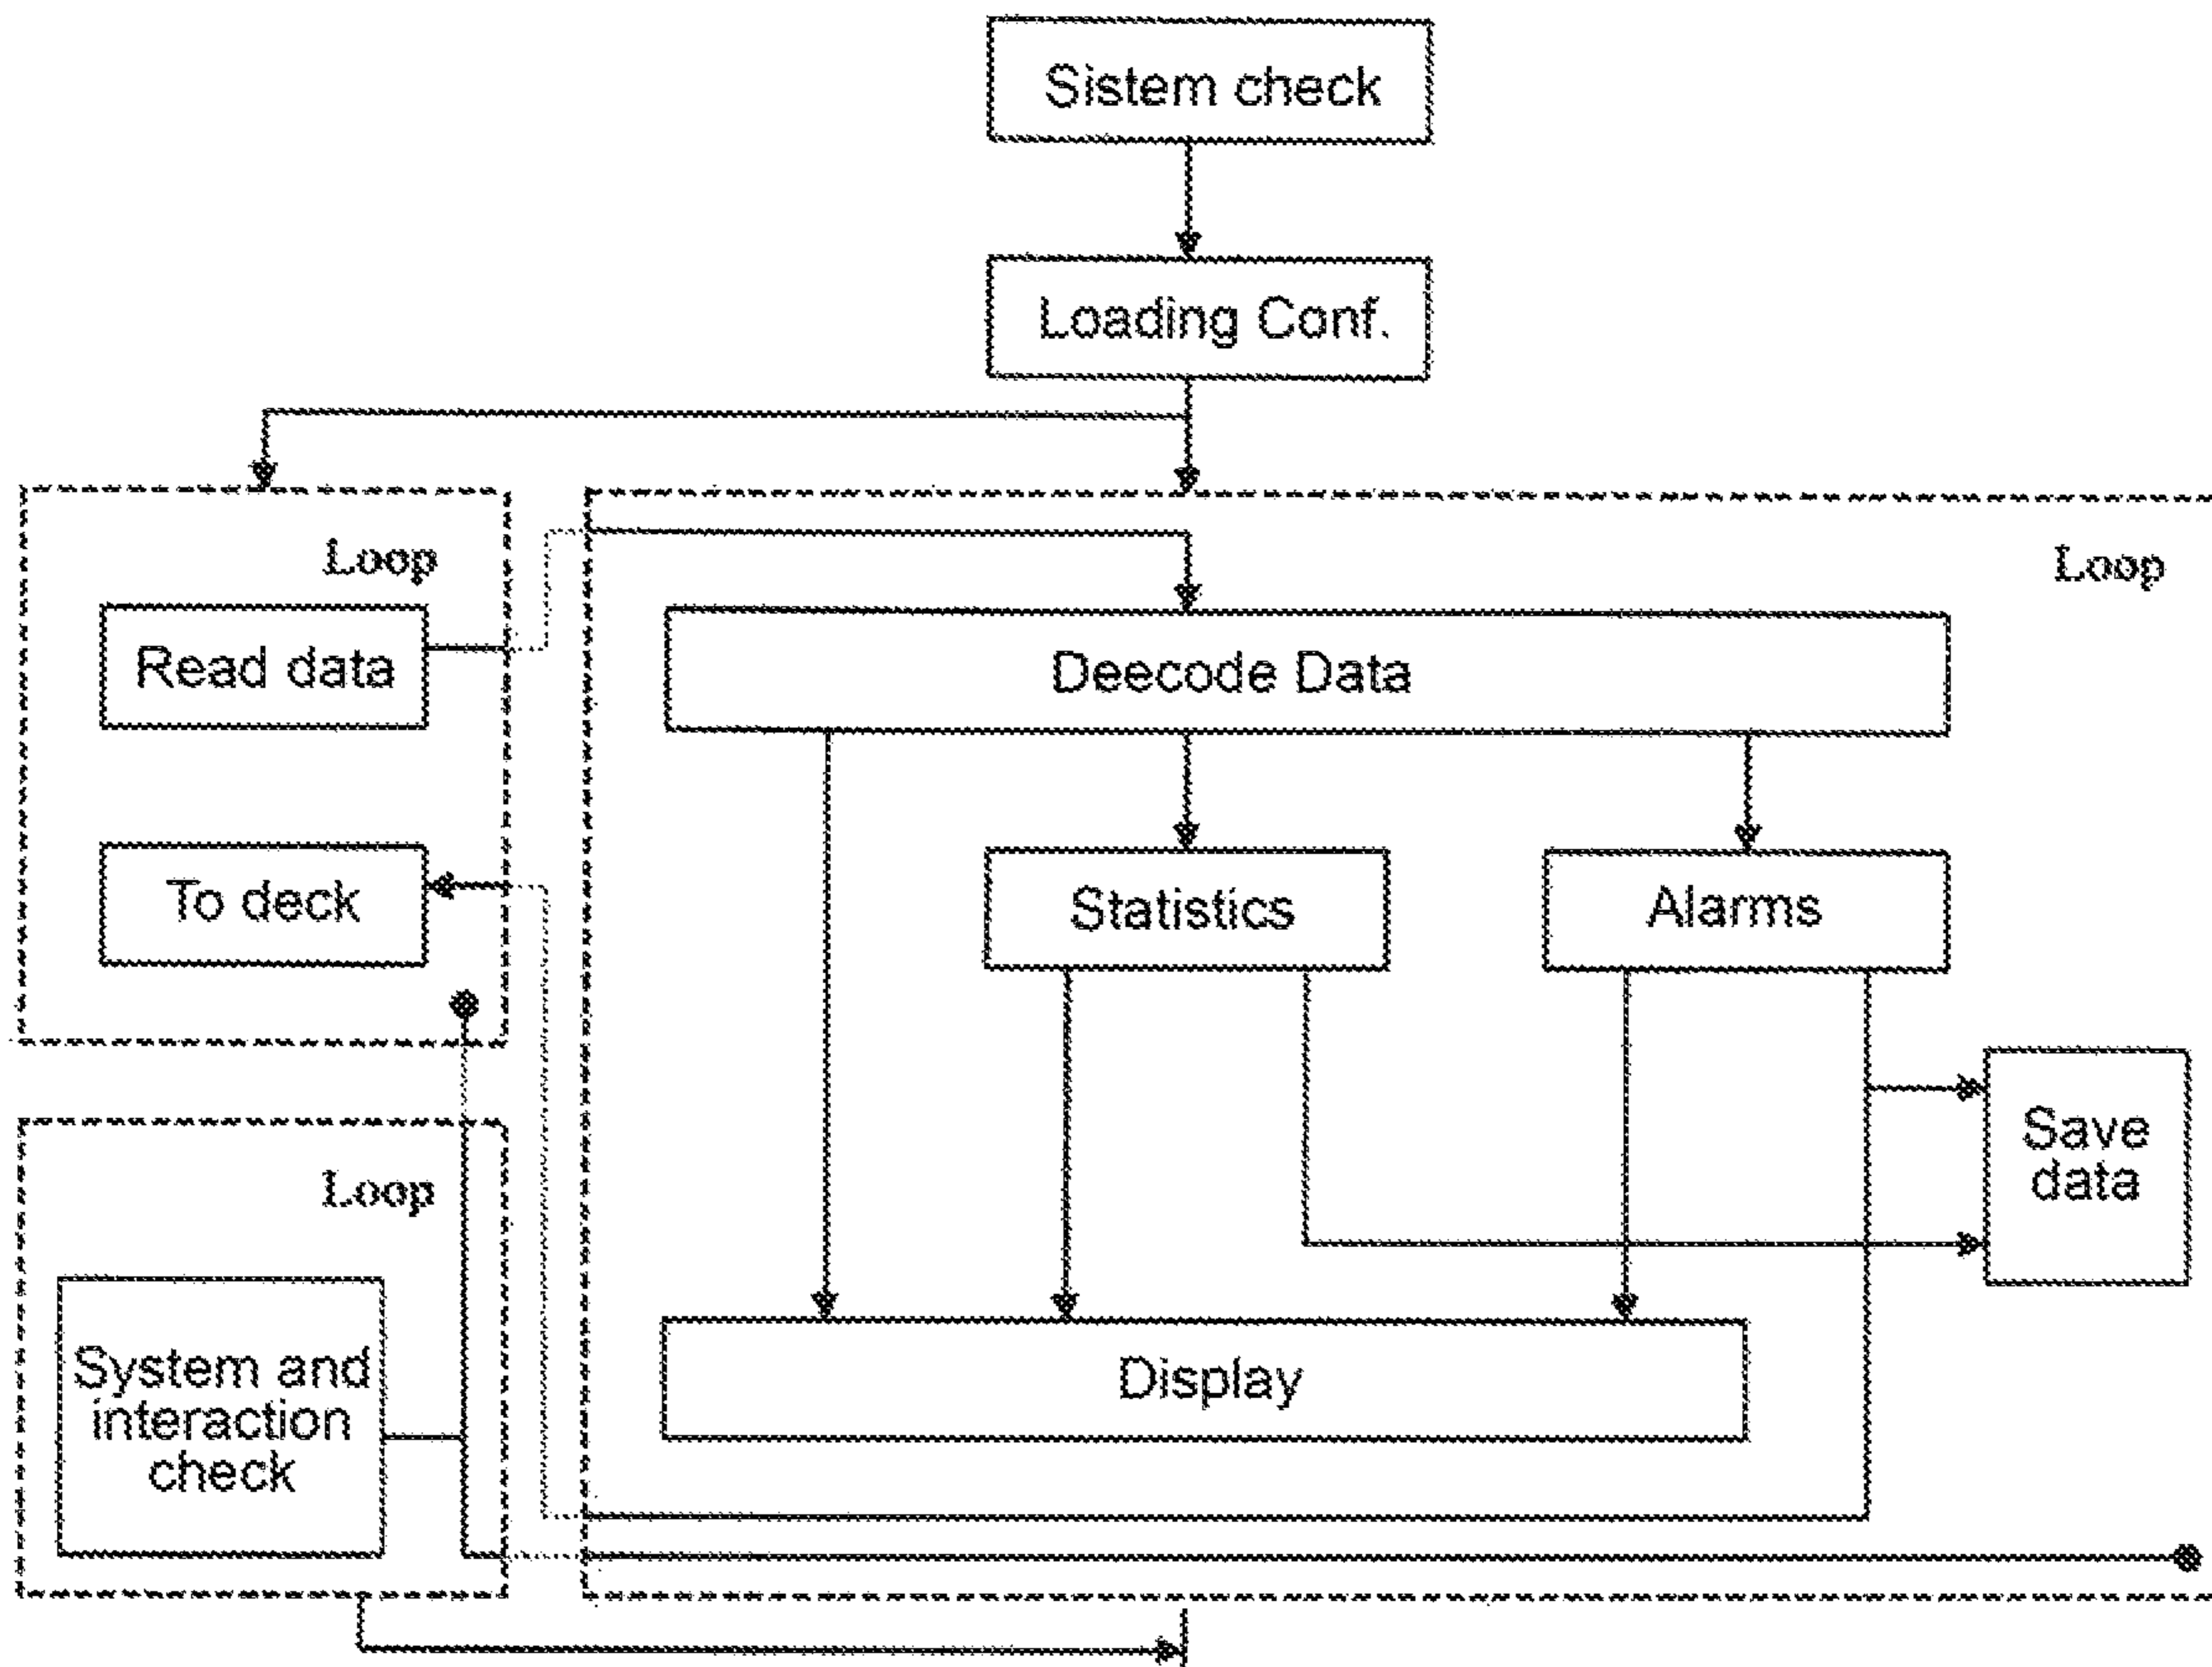 Sistem check
Loading Conf.
Loop
Loop
Read data
Deecode Data
To deck
Statistics
Alarms
Save
data
Loop
System and
interaction
check
Display